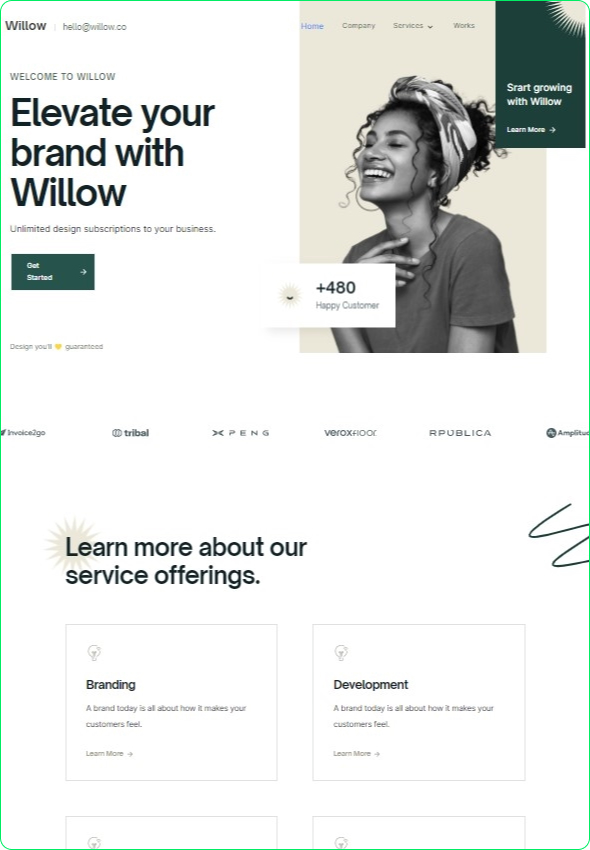 Willow
hello@willow.co
Home
Company
Services
Works
Srart growing
with Willow
Learn More →
WELCOME TO WILLOW
Elevate your
brand with
Willow
Unlimited design subscriptions to your business.
Get
Started →
+480
Happy Customer
Design you'll 💛 guaranteed
Invoice2go
tribal
XPENG
veroxfloor
RPUBLICA
Amplitud
Learn more about our
service offerings.
Branding
A brand today is all about how it makes your
customers feel.
Learn More →
Development
A brand today is all about how it makes your
customers feel.
Learn More →